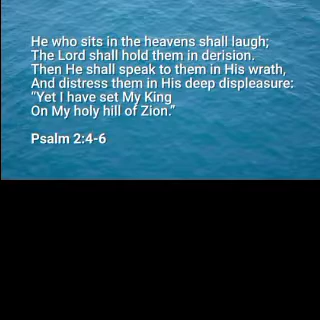 He who sits in the heavens shall laugh;
The Lord shall hold them in derision.
Then He shall speak to them in His wrath,
And distress them in His deep displeasure:
“Yet I have set My King
On My holy hill of Zion.”
Psalm 2:4-6